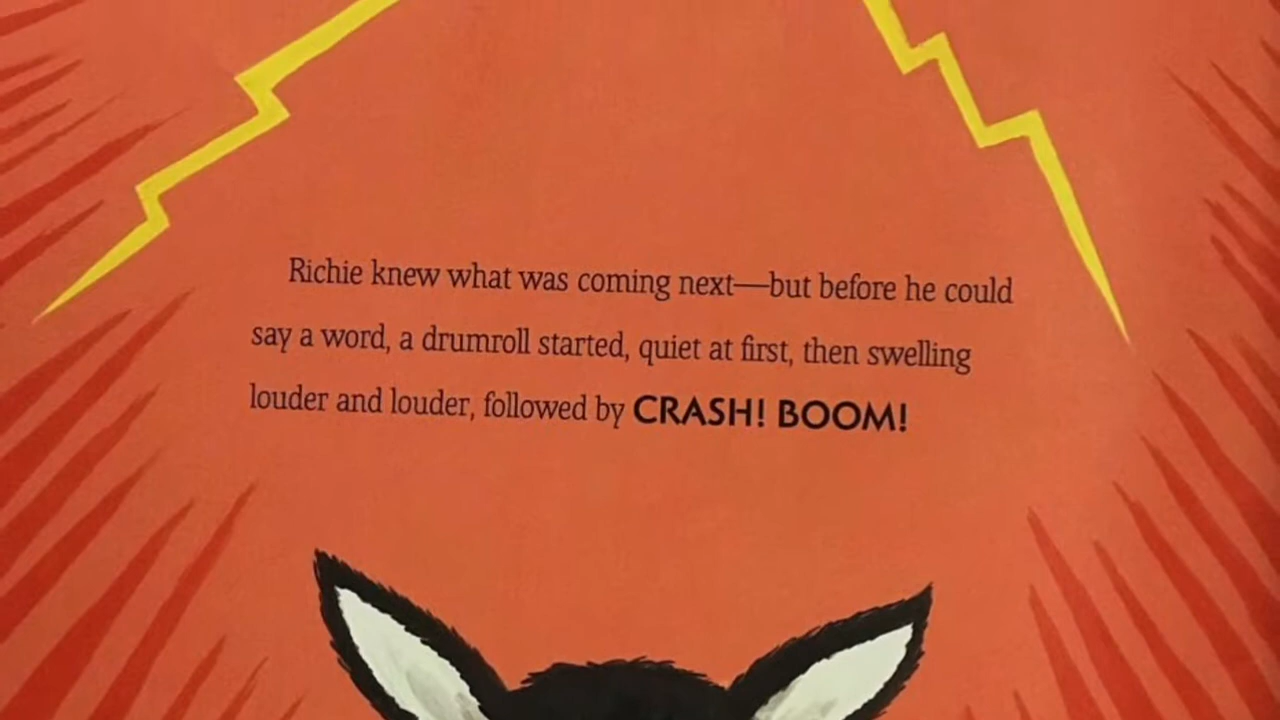 Richie knew what was coming next—but before he could
say a word, a drumroll started, quiet at first, then swelling
louder and louder, followed by CRASH! BOOM!